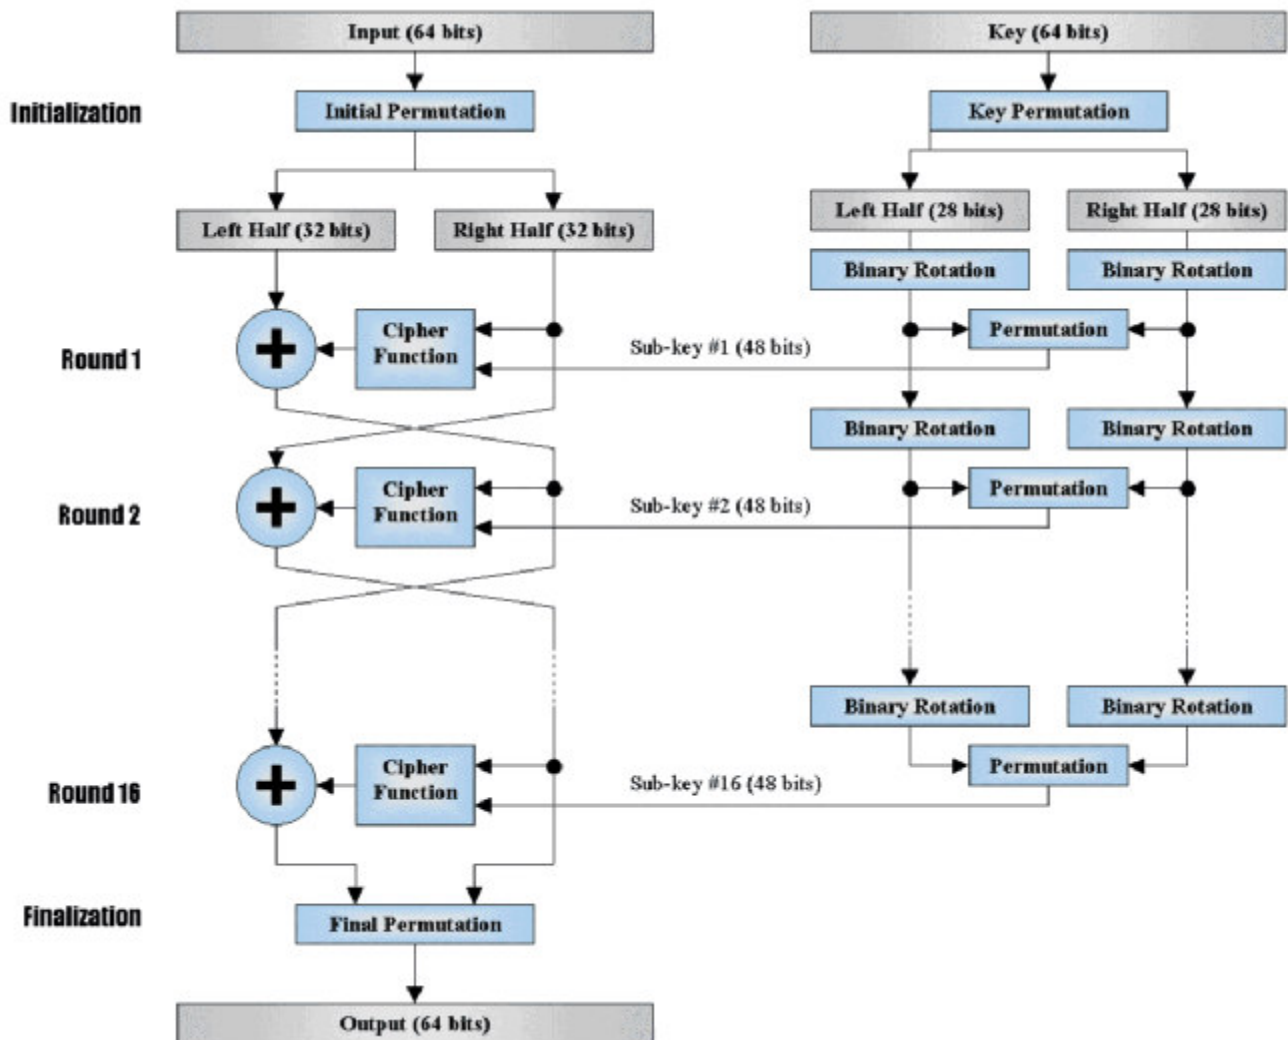 Input (64 bits)
Key (64 bits)
Initialization
Initial Permutation
Key Permutation
Left Half (32 bits)
Right Half (32 bits)
Left Half (28 bits)
Right Half (28 bits)
Binary Rotation
Binary Rotation
Round 1
+
Cipher
Function
Sub-key #1 (48 bits)
Permutation
Binary Rotation
Binary Rotation
Round 2
+
Cipher
Function
Sub-key #2 (48 bits)
Permutation
Binary Rotation
Binary Rotation
Round 16
+
Cipher
Function
Sub-key #16 (48 bits)
Permutation
Finalization
Final Permutation
Output (64 bits)